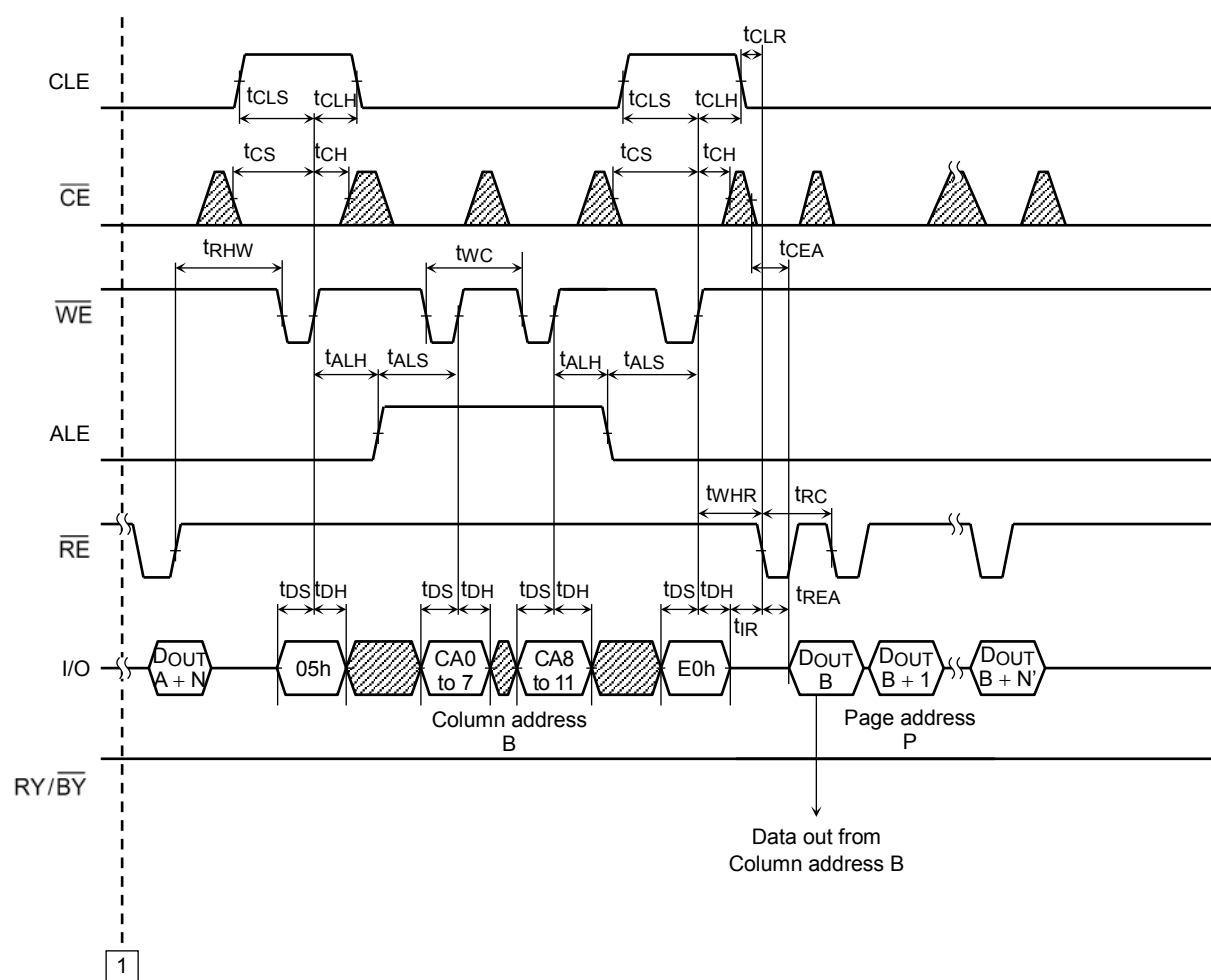 tCLR
CLE
tCLS tCLH tCLS tCLH
tCS tCH tCS tCH
CE
tRHW tWC tCEA
WE
tALH tALS tALH tALS
ALE
tWHR tRC
RE
tDS tDH tDS tDH tDS tDH tDS tDH tREA
tIR
I/O
DOUT
A + N
05h
CA0
to 7
CA8
to 11
E0h
DOUT
B
DOUT
B + 1
DOUT
B + N’
Column address
B
Page address
P
RY/BY
Data out from
Column address B
1